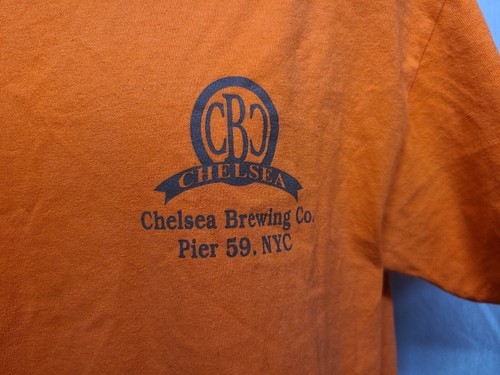 CBC
CHELSEA
Chelsea Brewing Co.
Pier 59. NYC